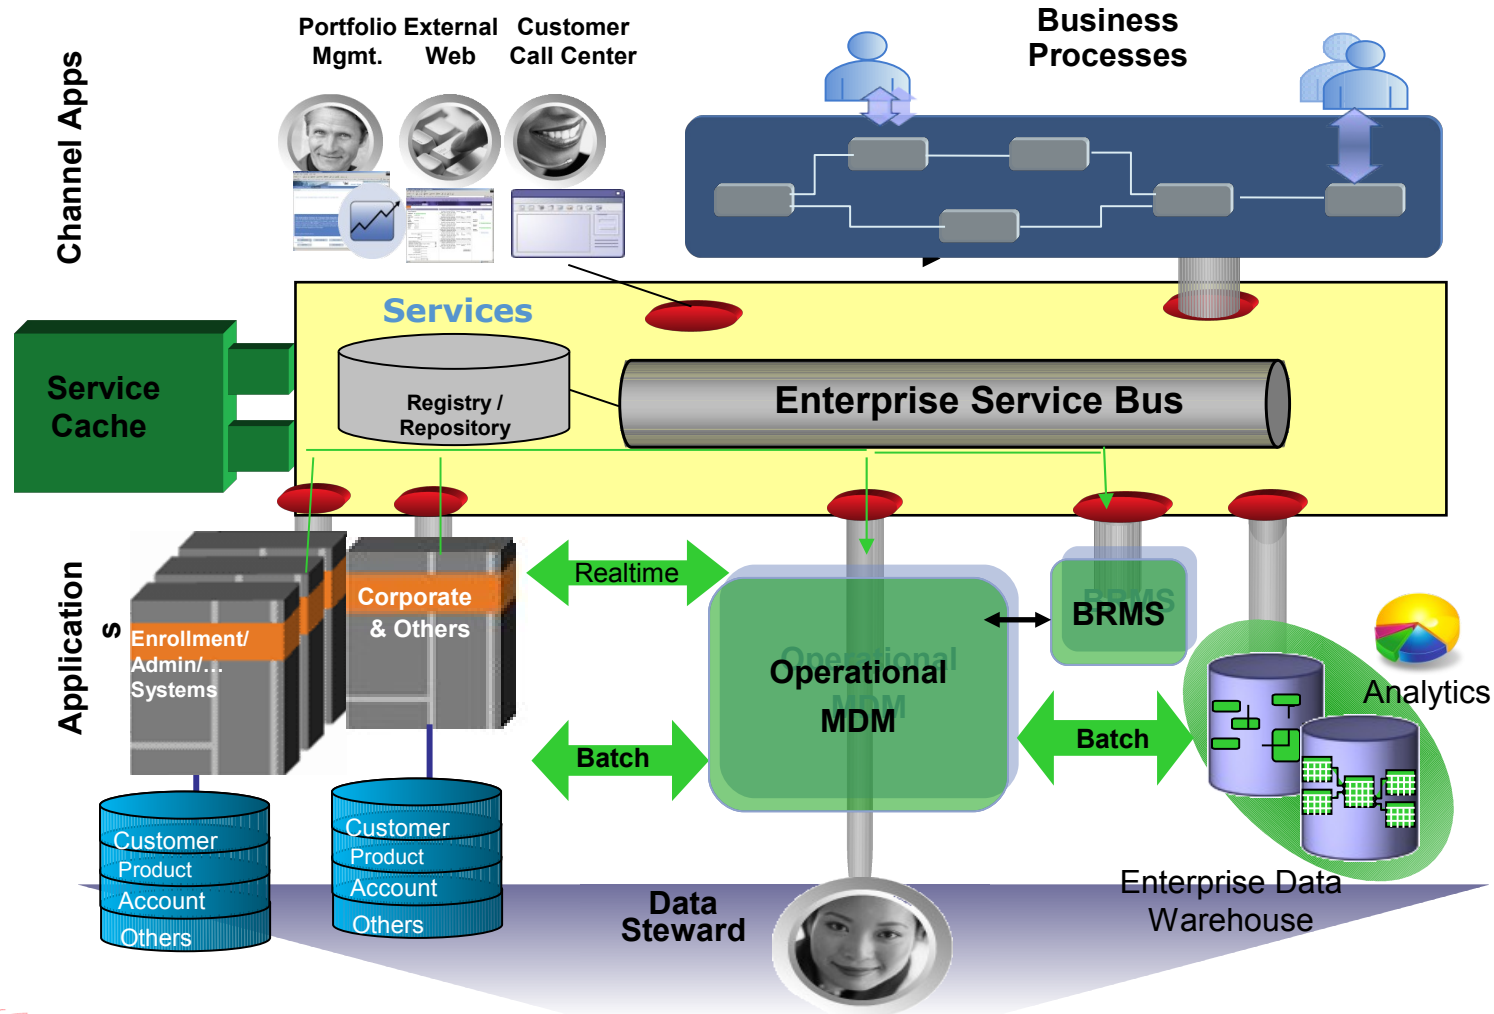 Channel Apps
Portfolio
Mgmt.
External
Web
Customer
Call Center
Business
Processes
Services
Service
Cache
Registry /
Repository
Enterprise Service Bus
Application
s
Enrollment/
Admin/...
Systems
Corporate
& Others
Realtime
Batch
Operational
MDM
BRMS
Batch
Analytics
Customer
Product
Account
Others
Customer
Product
Account
Others
Data
Steward
Enterprise Data
Warehouse